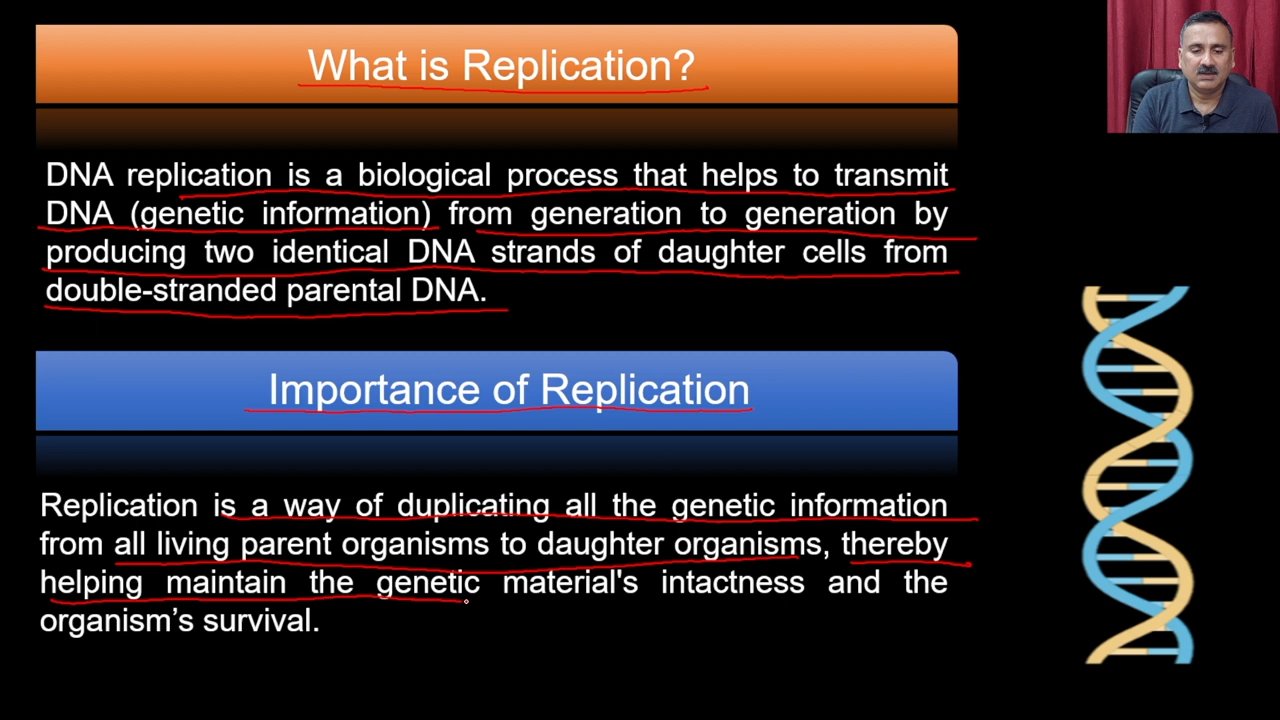 What is Replication?
DNA replication is a biological process that helps to transmit
DNA (genetic information) from generation to generation by
producing two identical DNA strands of daughter cells from
double-stranded parental DNA.
Importance of Replication
Replication is a way of duplicating all the genetic information
from all living parent organisms to daughter organisms, thereby
helping maintain the genetic material's intactness and the
organism’s survival.